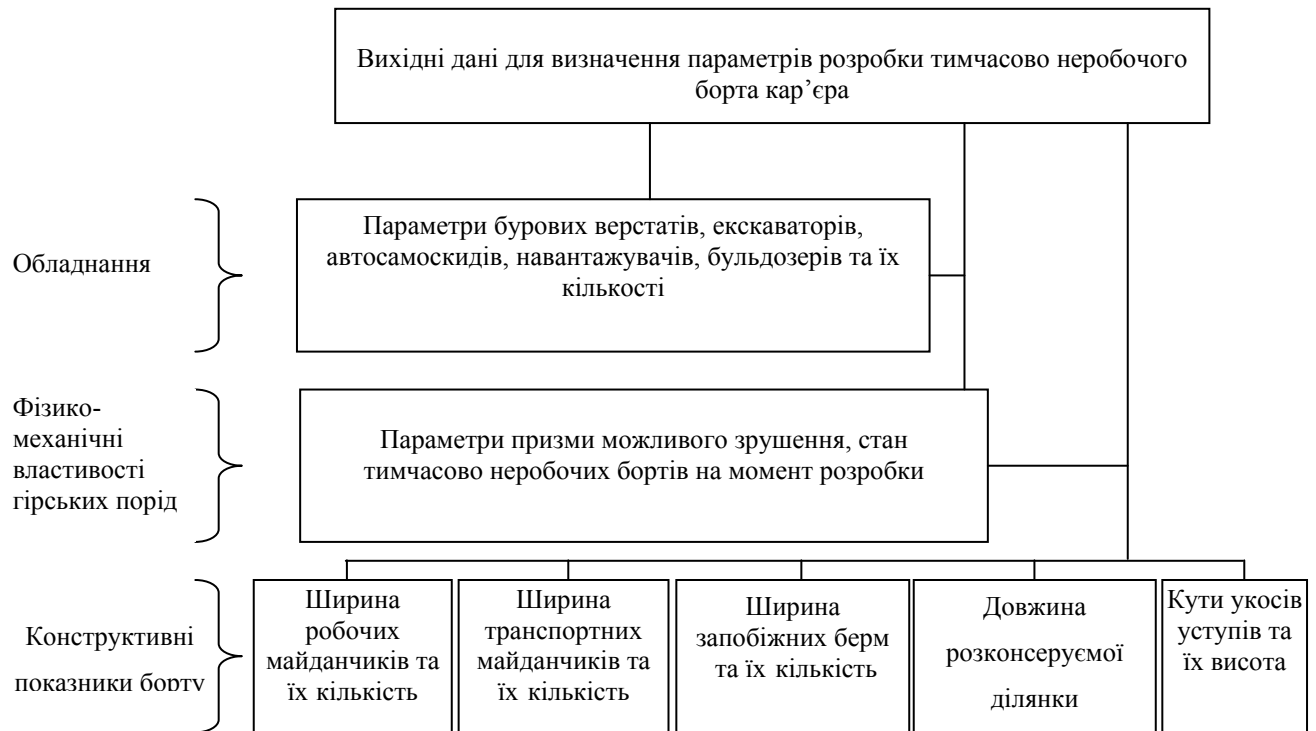 Вихідні дані для визначення параметрів розробки тимчасово неробочого
борта кар’єра
Обладнання
Параметри бурових верстатів, екскаваторів,
автосамоскидів, навантажувачів, бульдозерів та їх
кількості
Фізико-
механічні
властивості
гірських порід
Параметри призми можливого зрушення, стан
тимчасово неробочих бортів на момент розробки
Конструктивні
показники борту
Ширина
робочих
майданчиків та
їх кількість
Ширина
транспортних
майданчиків та
їх кількість
Ширина
запобіжних берм
та їх кількість
Довжина
розконсеруємої
ділянки
Кути укосів
уступів та
їх висота